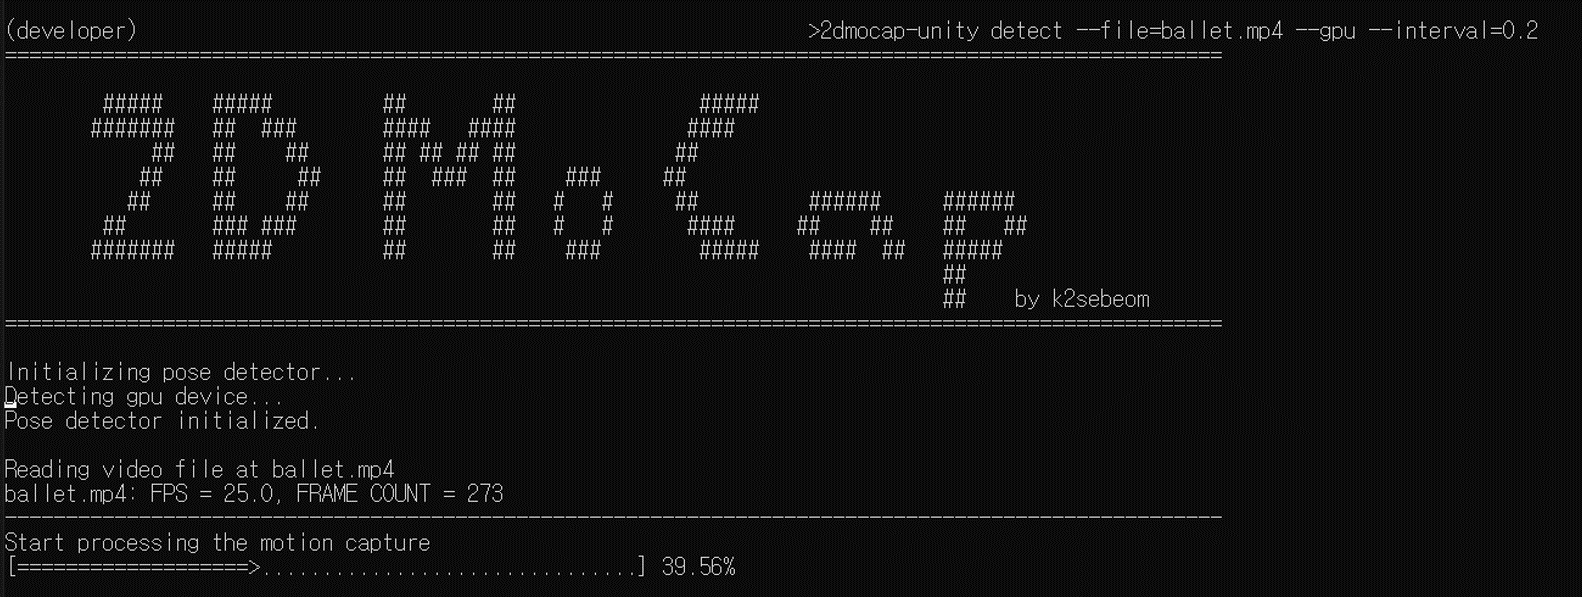 (developer) >2dmocap-unity detect --file=ballet.mp4 --gpu --interval=0.2
2D MoCap
by k2sebeom
Initializing pose detector...
Detecting gpu device...
Pose detector initialized.
Reading video file at ballet.mp4
ballet.mp4: FPS = 25.0, FRAME COUNT = 273
Start processing the motion capture
[===================>...............................] 39.56%